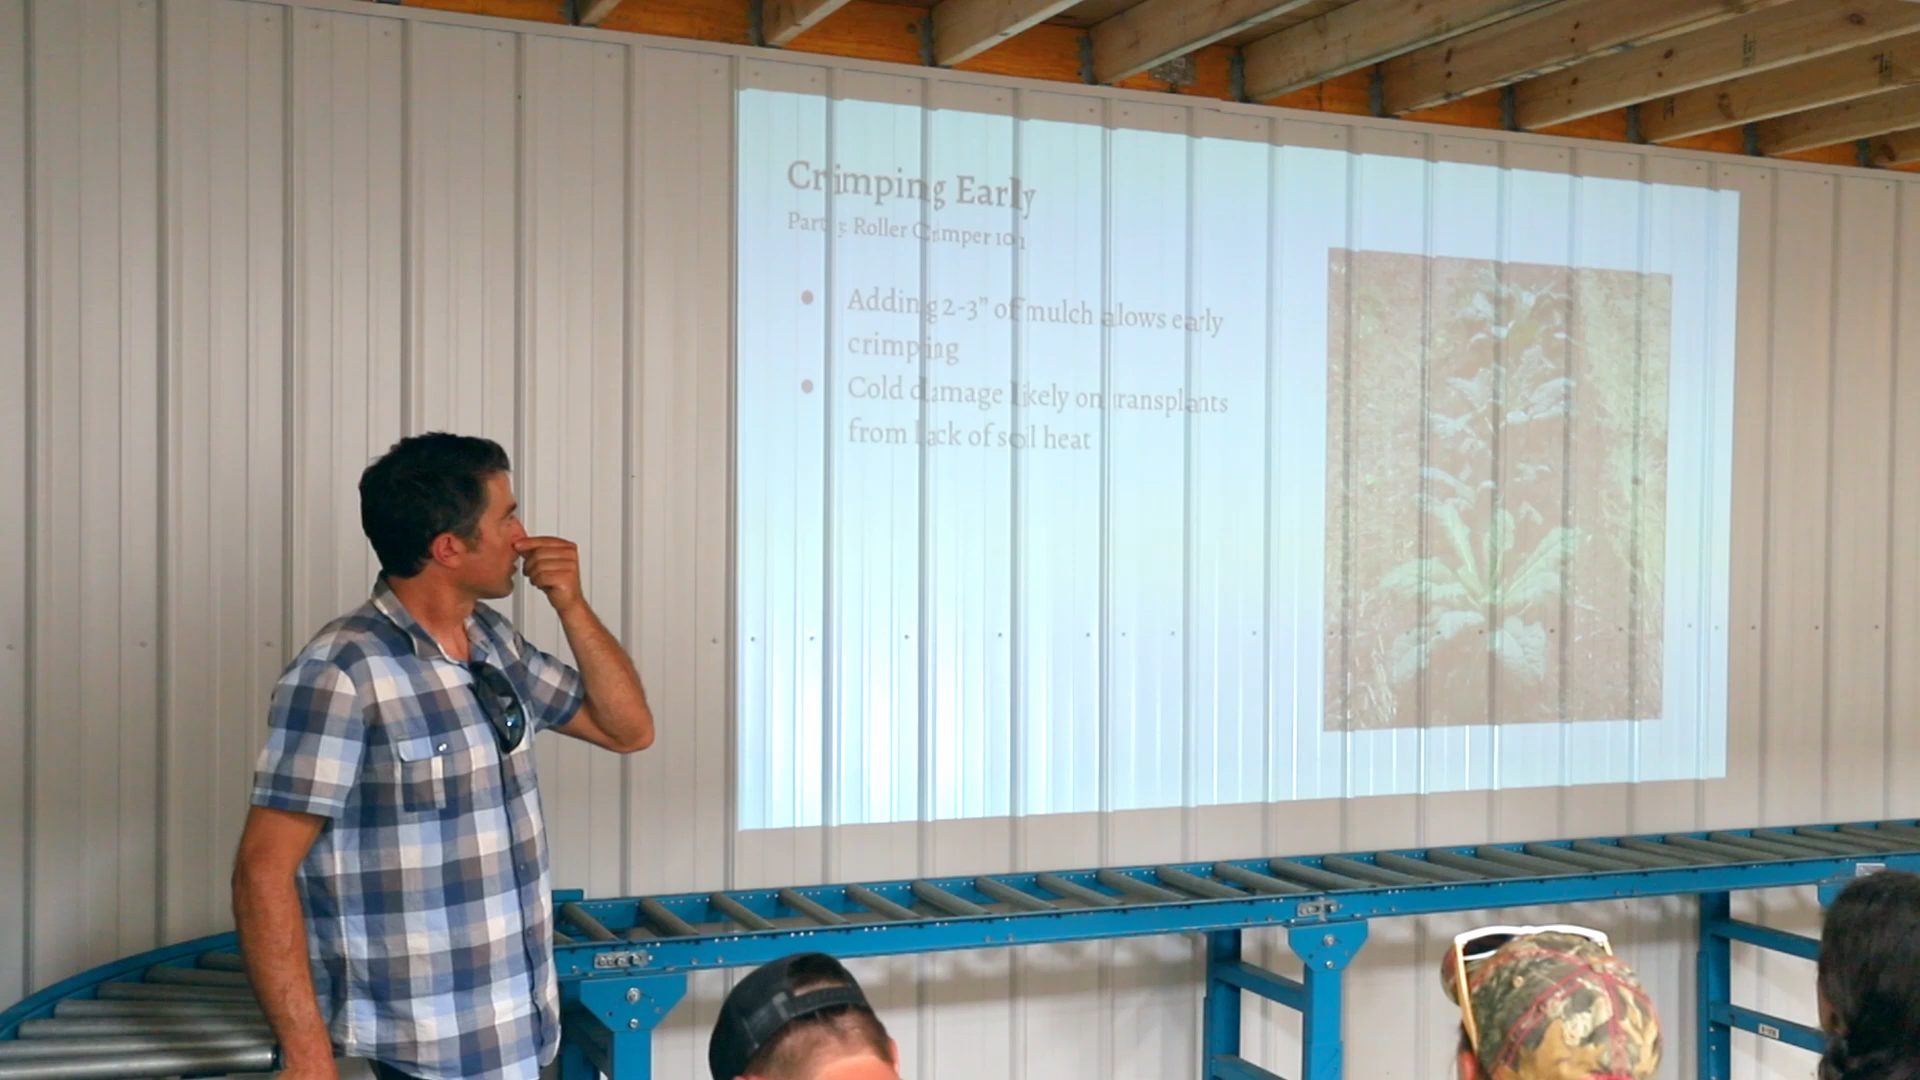 Crimping Early
Part 3: Roller Crimper 101
Adding 2-3" of mulch allows early
crimping
Cold damage likely on transplants
from lack of soil heat